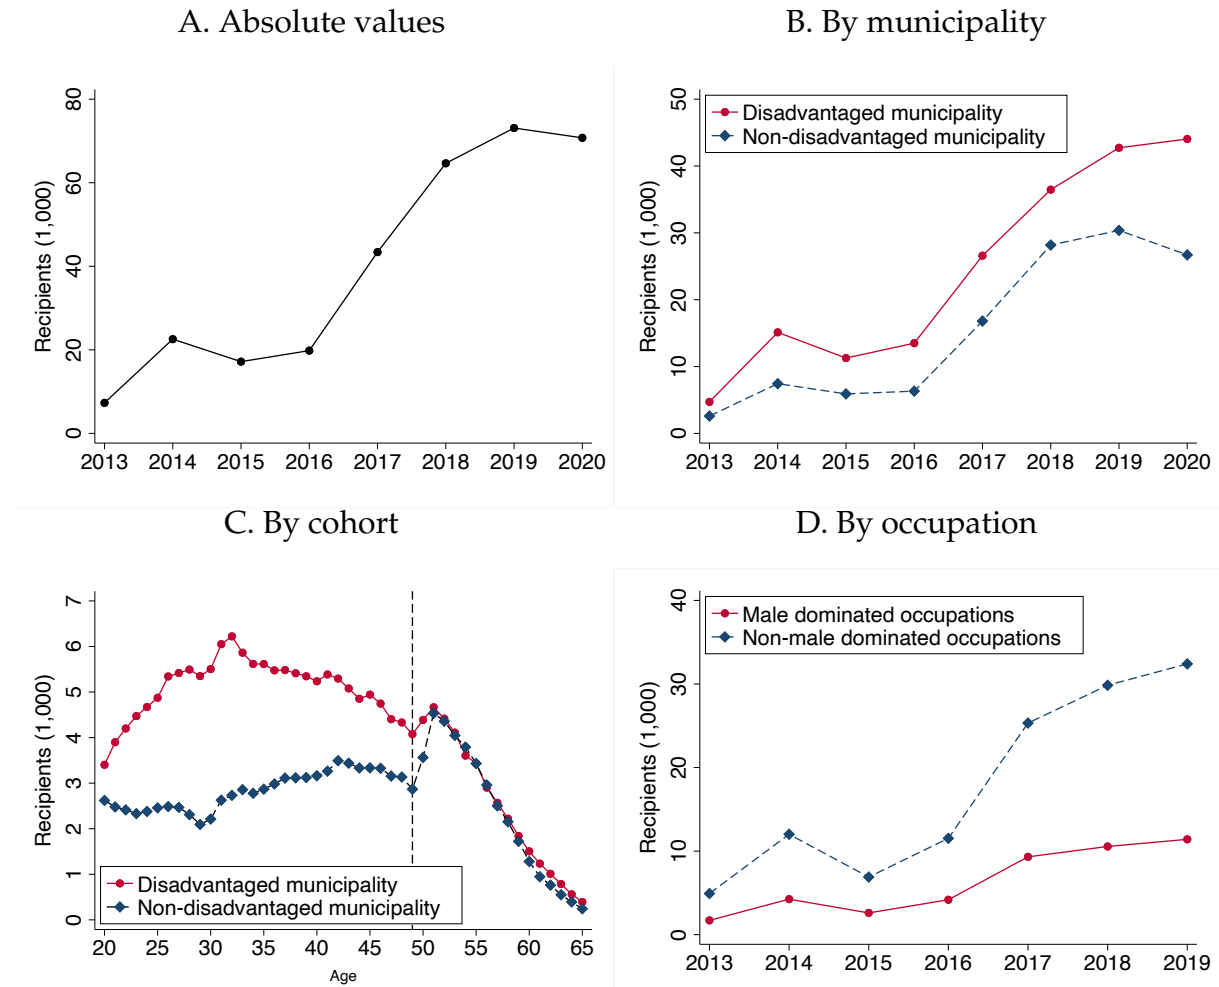 A. Absolute values
80
60
40
20
0
Recipients (1,000)
2013 2014 2015 2016 2017 2018 2019 2020
B. By municipality
50
40
30
20
10
0
Recipients (1,000)
Disadvantaged municipality
Non-disadvantaged municipality
2013 2014 2015 2016 2017 2018 2019 2020
C. By cohort
7
6
5
4
3
2
1
0
Recipients (1,000)
Disadvantaged municipality
Non-disadvantaged municipality
20 25 30 35 40 45 50 55 60 65
Age
D. By occupation
40
30
20
10
0
Recipients (1,000)
Male dominated occupations
Non-male dominated occupations
2013 2014 2015 2016 2017 2018 2019